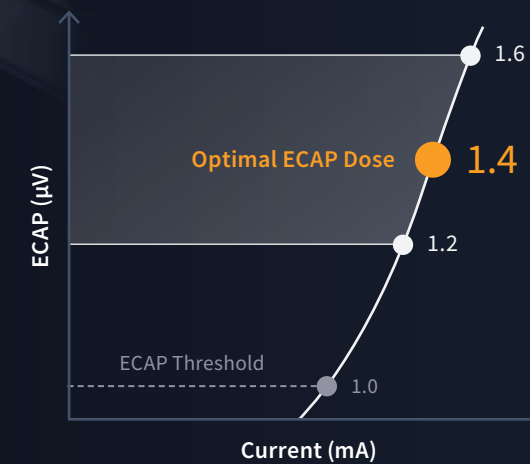 1.6
Optimal ECAP Dose
1.4
ECAP (μV)
1.2
ECAP Threshold
1.0
Current (mA)